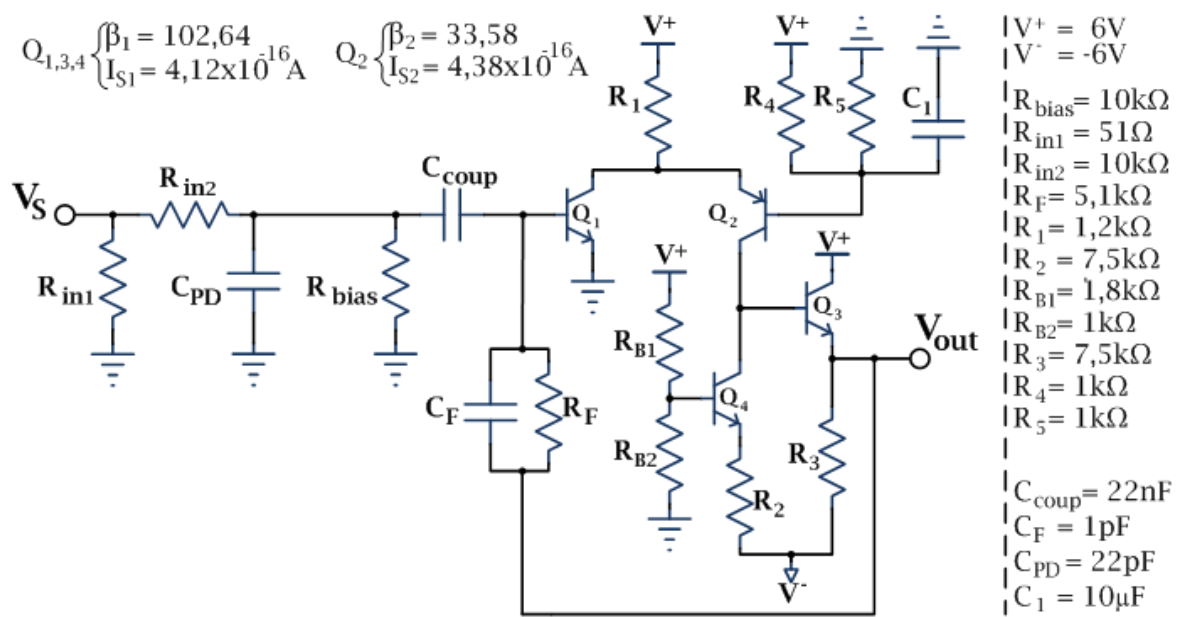 Q1,3,4 { β1 = 102,64
IS1 = 4,12x10-16A
Q2 { β2 = 33,58
IS2 = 4,38x10-16A
V+
V+
R1
R4
R5
C1
VS
Rin2
Ccoup
Q1
Q2
Rin1
CPD
Rbias
V+
V+
RB1
Q3
Vout
CF
RF
Q4
RB2
R2
R3
V-
V+ = 6V
V- = -6V
Rbias= 10kΩ
Rin1 = 51Ω
Rin2 = 10kΩ
RF= 5,1kΩ
R1= 1,2kΩ
R2 = 7,5kΩ
RB1= 1,8kΩ
RB2= 1kΩ
R3= 7,5kΩ
R4= 1kΩ
R5= 1kΩ
Ccoup= 22nF
CF = 1pF
CPD = 22pF
C1 = 10µF